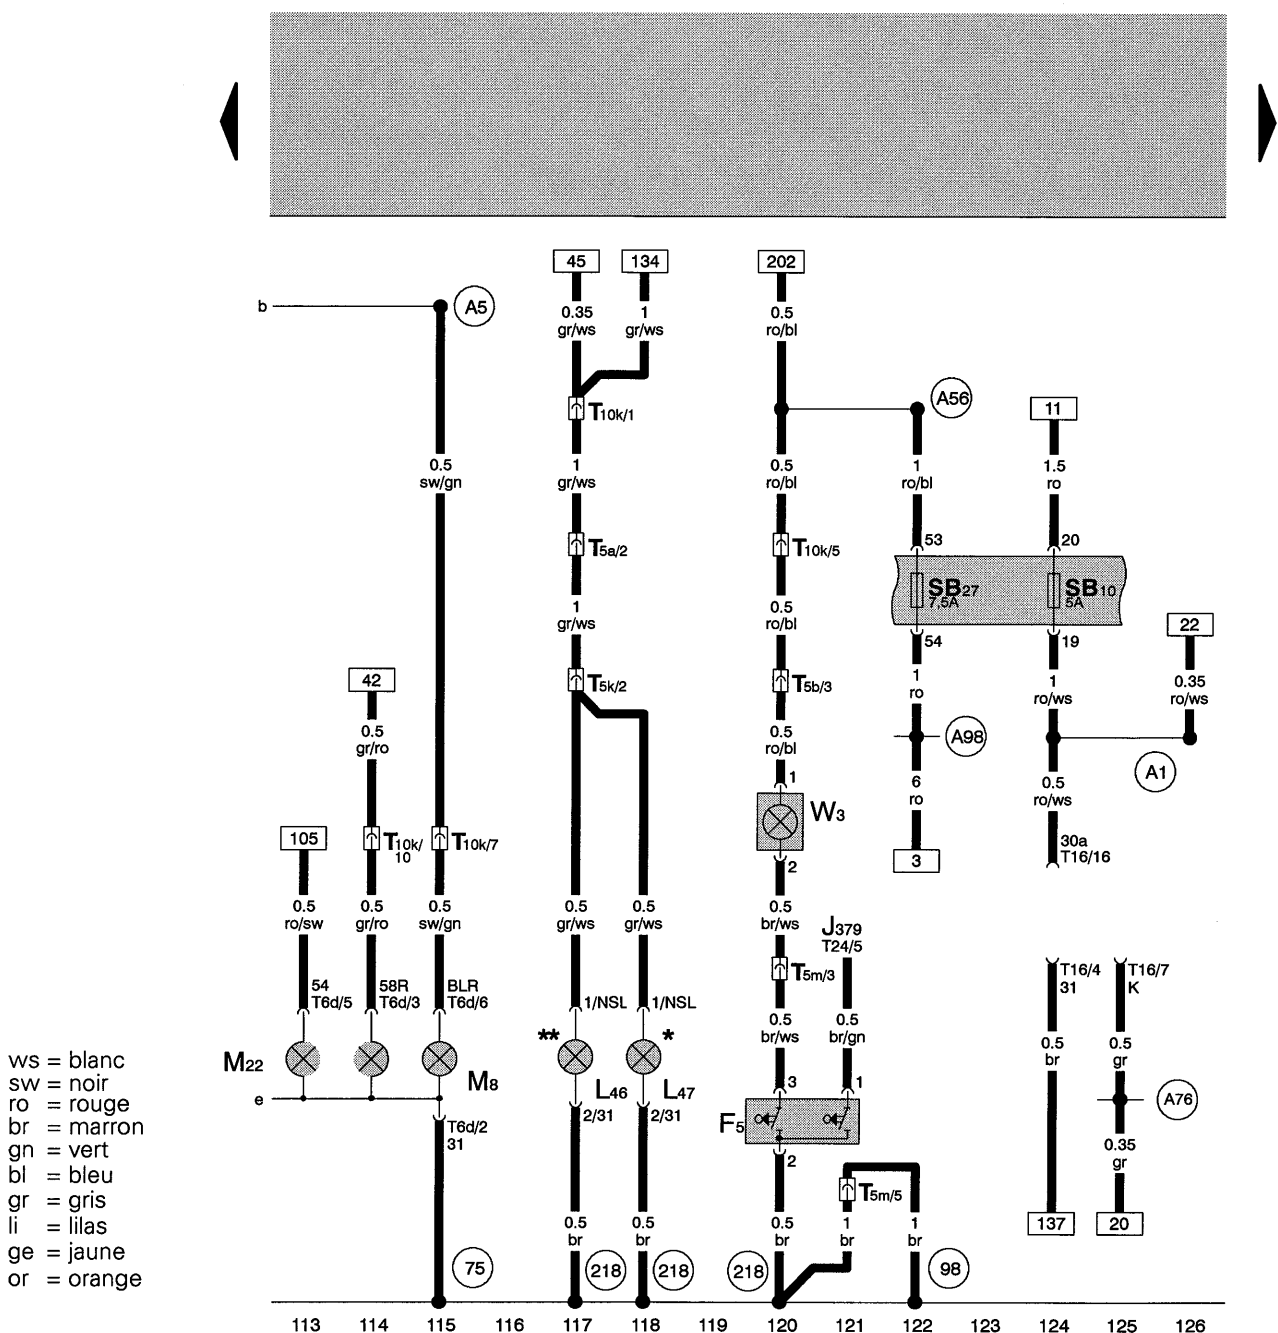 45 134 202
b A5
0.35 1 0.5
gr/ws gr/ws ro/bl
A56
T10k/1 11
0.5 1 0.5 1 1.5
sw/gn gr/ws ro/bl ro/bl ro
53 20
T5a/2 T10k/5
SB27 SB10
7,5A 5A
1 0.5
gr/ws ro/bl
22
54 19
42 T5k/2 T5b/3 1 1 0.35
ro ro/ws ro/ws
0.5 0.5
gr/ro ro/bl
A98
A1
1 6 0.5
ro ro/ws
W3
105 T10k/10 T10k/7
30a
T16/16
3
2
0.5 0.5 0.5 0.5 0.5 0.5
ro/sw gr/ro sw/gn gr/ws gr/ws br/ws
J379
T24/5
T5m/3 T16/4 T16/7
31 K
54 58R BLR
T6d/5 T6d/3 T6d/6 1/NSL 1/NSL
0.5 0.5 0.5 0.5
br/ws br/gn br gr
** *
M22 M8 L46 L47
3 1
e A76
T6d/2 2/31 2/31
31
F5
0.35
gr
2
T5m/5
137 20
0.5 0.5 0.5 1 1
br br br br br
75 218 218 218 98
113 114 115 116 117 118 119 120 121 122 123 124 125 126
ws = blanc
sw = noir
ro = rouge
br = marron
gn = vert
bl = bleu
gr = gris
li = lilas
ge = jaune
or = orange